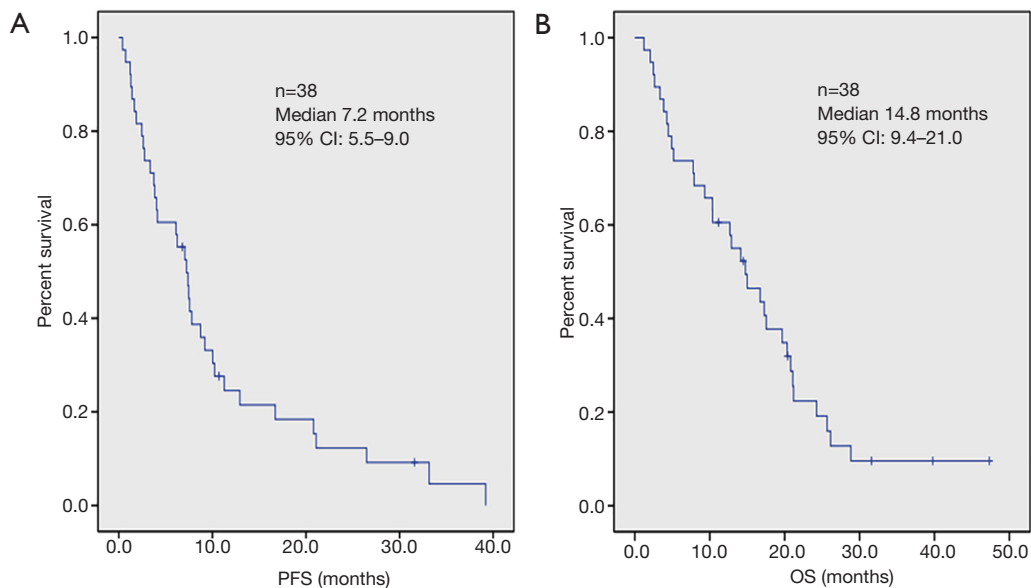 A
1.0
0.8
0.6
0.4
0.2
0.0
Percent survival
n=38
Median 7.2 months
95% CI: 5.5–9.0
0.0 10.0 20.0 30.0 40.0
PFS (months)
B
1.0
0.8
0.6
0.4
0.2
0.0
Percent survival
n=38
Median 14.8 months
95% CI: 9.4–21.0
0.0 10.0 20.0 30.0 40.0 50.0
OS (months)